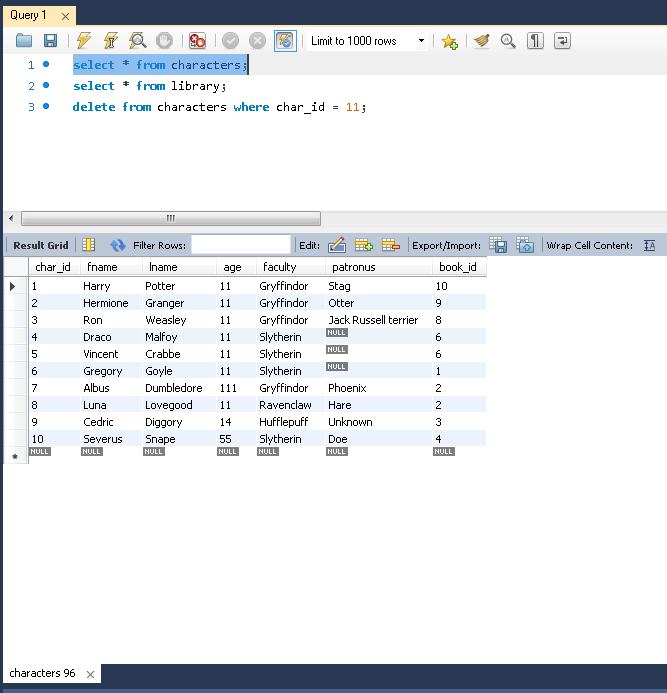 Query 1
Limit to 1000 rows
1 select * from characters;
2 select * from library;
3 delete from characters where char_id = 11;
Result Grid Filter Rows: Edit: Export/Import: Wrap Cell Content:
char_id fname lname age faculty patronus book_id
1 Harry Potter 11 Gryffindor Stag 10
2 Hermione Granger 11 Gryffindor Otter 9
3 Ron Weasley 11 Gryffindor Jack Russell terrier 8
4 Draco Malfoy 11 Slytherin NULL 6
5 Vincent Crabbe 11 Slytherin NULL 6
6 Gregory Goyle 11 Slytherin NULL 1
7 Albus Dumbledore 111 Gryffindor Phoenix 2
8 Luna Lovegood 11 Ravenclaw Hare 2
9 Cedric Diggory 14 Hufflepuff Unknown 3
10 Severus Snape 55 Slytherin Doe 4
NULL NULL NULL NULL NULL NULL NULL
characters 96